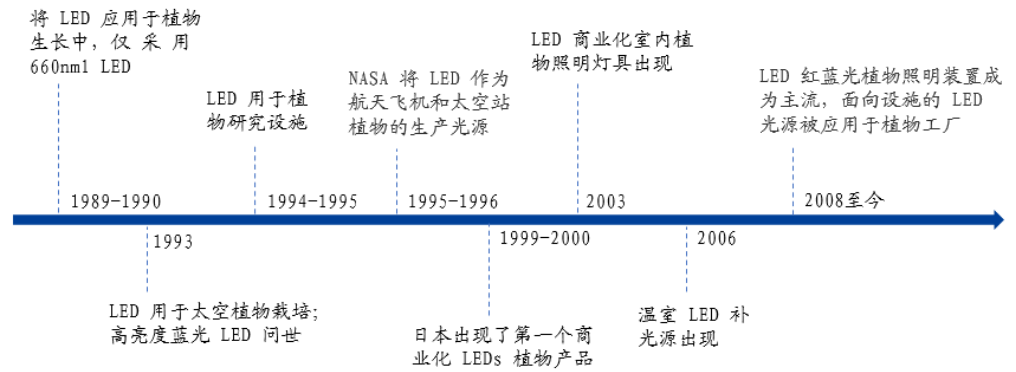 将 LED 应用于植物
生长中，仅 采 用
660nml LED
1989-1990
1993
LED 用于太空植物栽培；
高亮度蓝光 LED 问世
LED 用于植
物研究设施
1994-1995
NASA 将 LED 作为
航天飞机和太空站
植物的生产光源
1995-1996
1999-2000
日本出现了第一个商
业化 LEDs 植物产品
LED 商业化室内植
物照明灯具出现
2003
2006
温室 LED 补
光源出现
LED 红蓝光植物照明装置成
为主流，面向设施的 LED
光源被应用于植物工厂
2008至今